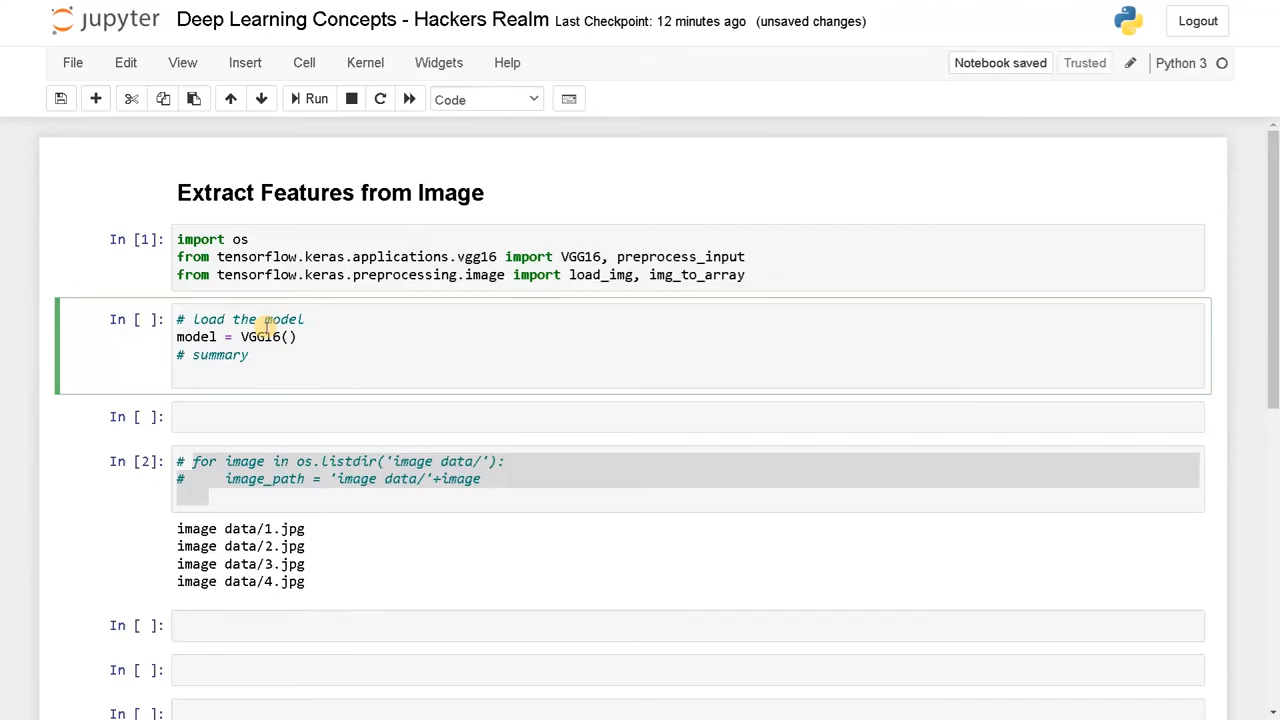 jupyter Deep Learning Concepts - Hackers Realm Last Checkpoint: 12 minutes ago (unsaved changes) Logout
File Edit View Insert Cell Kernel Widgets Help Notebook saved Trusted Python 3
Run Code
Extract Features from Image
In [1]: import os
from tensorflow.keras.applications.vgg16 import VGG16, preprocess_input
from tensorflow.keras.preprocessing.image import load_img, img_to_array
In [ ]: # load the model
model = VGG16()
# summary
In [ ]:
In [2]: # for image in os.listdir('image data/'):
#     image_path = 'image data/'+image
image data/1.jpg
image data/2.jpg
image data/3.jpg
image data/4.jpg
In [ ]:
In [ ]:
In [ ]: